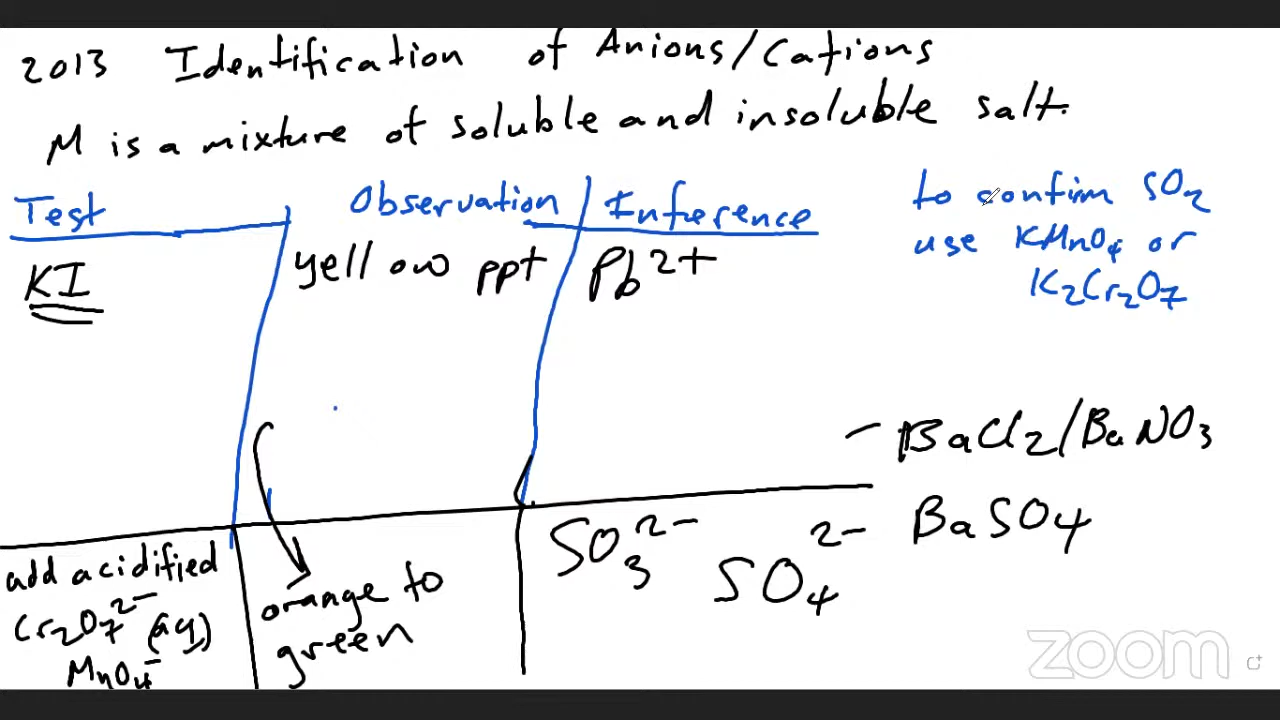 2013 Identification of Anions/Cations
M is a mixture of soluble and insoluble salt.
Test Observation Inference
KI yellow ppt Pb2+
to confirm SO2
use KMnO4 or
K2Cr2O7
- BaCl2/BaNO3
SO3 2- SO4 2- BaSO4
add acidified
Cr2O7 2- (aq)
MnO4-
orange to
green
zoom